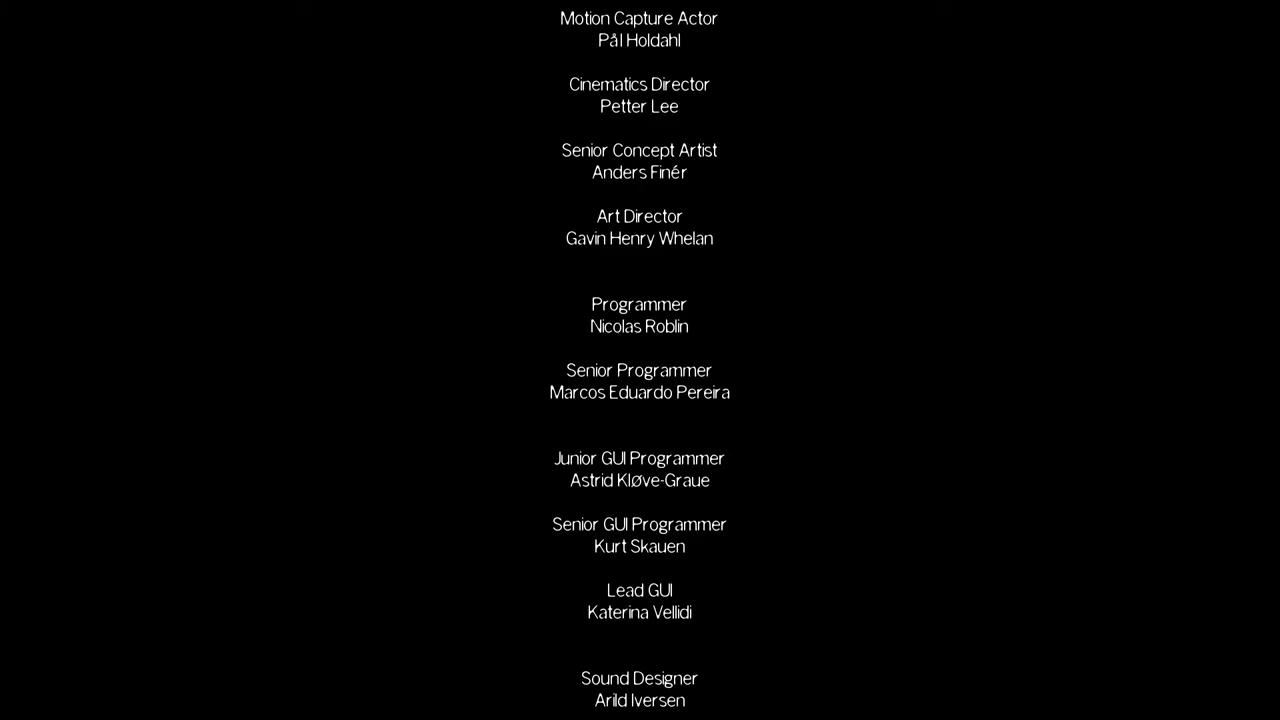 Motion Capture Actor
Pål Holdahl
Cinematics Director
Petter Lee
Senior Concept Artist
Anders Finér
Art Director
Gavin Henry Whelan
Programmer
Nicolas Roblin
Senior Programmer
Marcos Eduardo Pereira
Junior GUI Programmer
Astrid Kløve-Graue
Senior GUI Programmer
Kurt Skauen
Lead GUI
Katerina Vellidi
Sound Designer
Arild Iversen